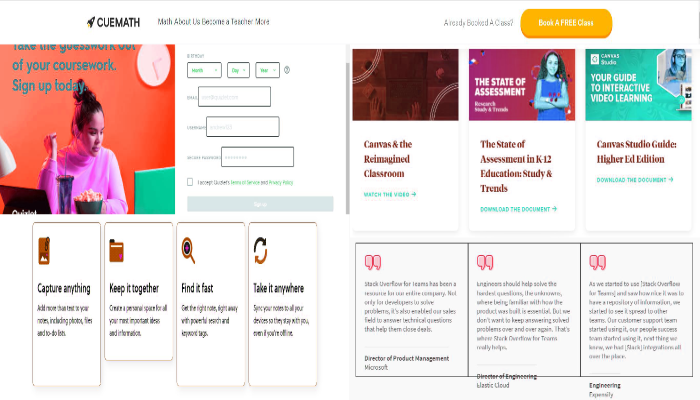 CUEMATH
Math About Us Become a Teacher More
Already Booked A Class?
Book A FREE Class
Take the guesswork out
of your coursework.
Sign up today.
Quizlet
Month
Day
Year
EMAIL
USERNAME
I accept Quizlet's Terms of Service and Privacy Policy
Canvas & the
Reimagined
Classroom
WATCH THE VIDEO →
THE STATE OF
ASSESSMENT
Research
Study & Trends
The State of
Assessment in K-12
Education: Study &
Trends
DOWNLOAD THE DOCUMENT →
CANVAS
Studio
YOUR GUIDE
TO INTERACTIVE
VIDEO LEARNING
Canvas Studio Guide:
Higher Ed Edition
DOWNLOAD THE DOCUMENT →
Capture anything
Add more than text to your
notes, including photos, files
and to-do lists.
Keep it together
Create a personal space for all
your most important ideas
and information.
Find it fast
Get the right note, right away
with powerful search and
keyword tags.
Take it anywhere
Sync your notes to all your
devices so they stay with you,
even if you're offline.
Stack Overflow for Teams has been a
resource for our entire company. Not
only for developers to solve
problems, it's also enabled our sales
field to answer technical questions
that help them close deals.
Director of Product Management
Microsoft
Engineers should help solve the
hardest questions, the unknowns,
where being familiar with how the
product was built is essential. But we
don't want to keep answering solved
problems over and over again. That's
where Stack Overflow for Teams
really helps.
Director of Engineering
Elastic Cloud
As we started to use [Stack Overflow
for Teams] and saw how nice it was to
have a repository of information, we
started to see it spread to other
teams. Our customer support team
started using it, our people success
team started using it, next thing we
knew, we had [Slack] integrations all
over the place.
Engineering
Expensify